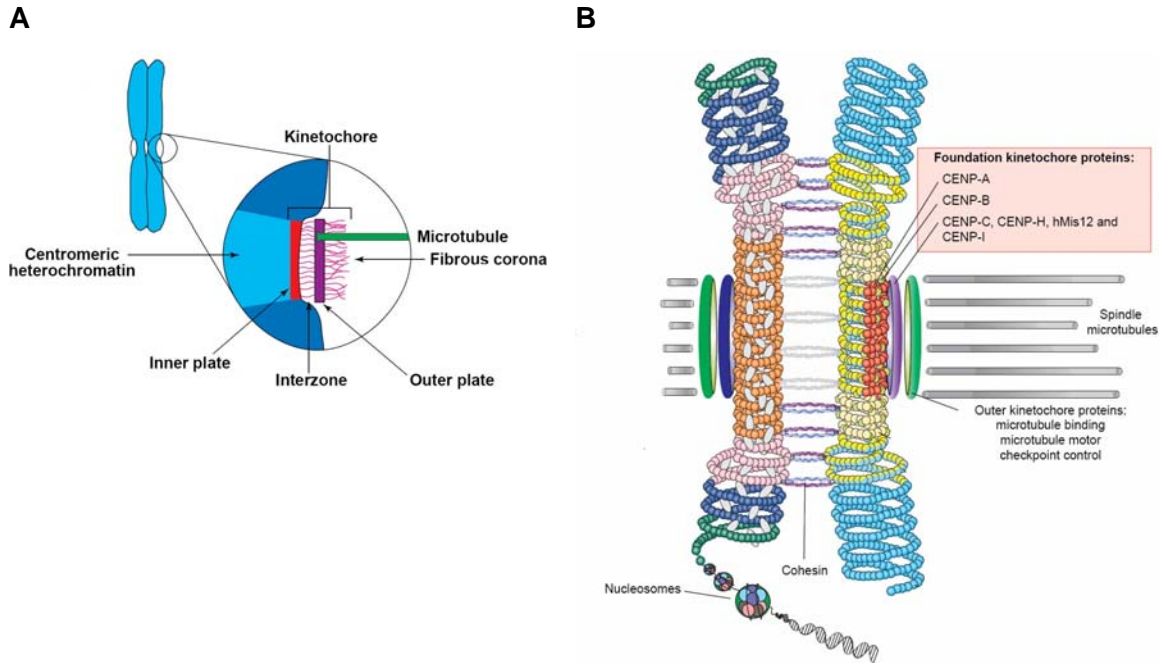 A
B
Kinetochore
Centromeric
heterochromatin
Microtubule
Fibrous corona
Inner plate
Interzone
Outer plate
Foundation kinetochore proteins:
CENP-A
CENP-B
CENP-C, CENP-H, hMis12 and
CENP-I
Spindle
microtubules
Outer kinetochore proteins:
microtubule binding
microtubule motor
checkpoint control
Cohesin
Nucleosomes